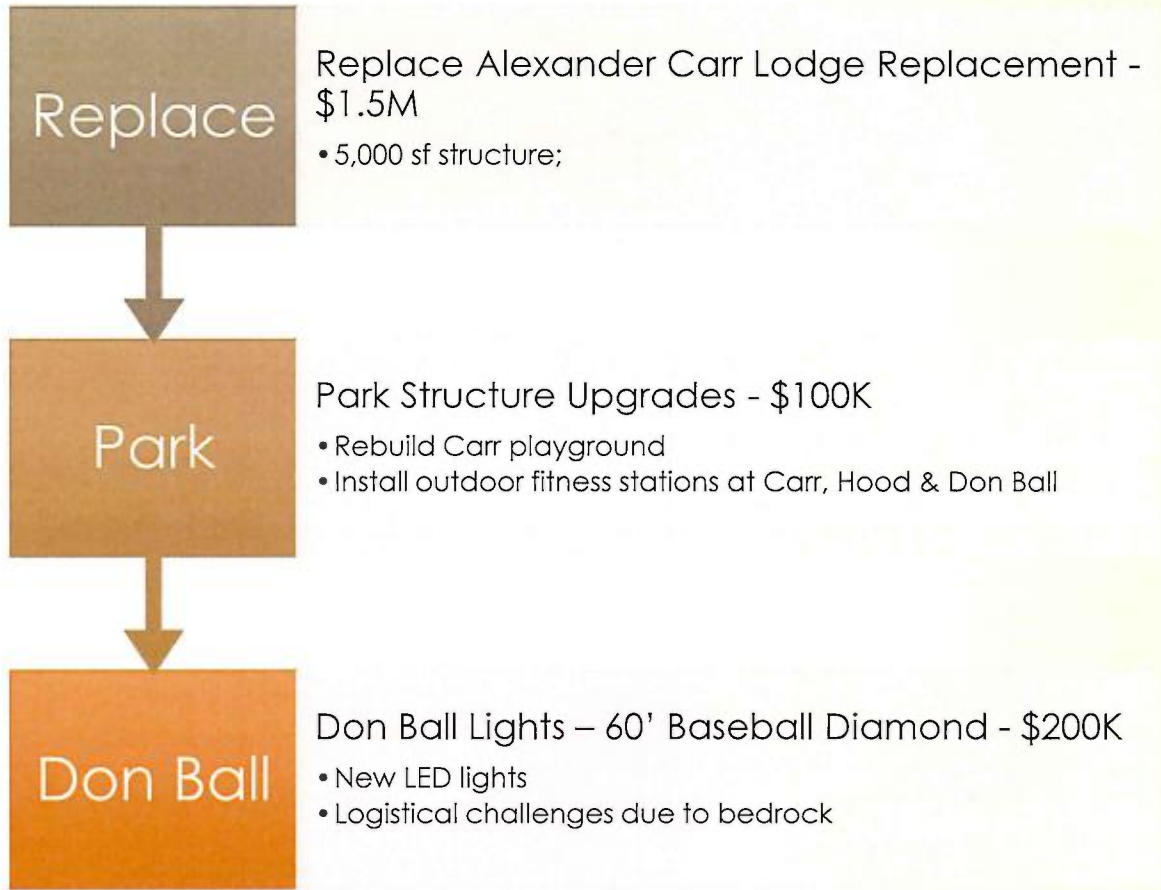 Replace
Replace Alexander Carr Lodge Replacement -
$1.5M
• 5,000 sf structure;
Park
Park Structure Upgrades - $100K
• Rebuild Carr playground
• Install outdoor fitness stations at Carr, Hood & Don Ball
Don Ball
Don Ball Lights – 60' Baseball Diamond - $200K
• New LED lights
• Logistical challenges due to bedrock